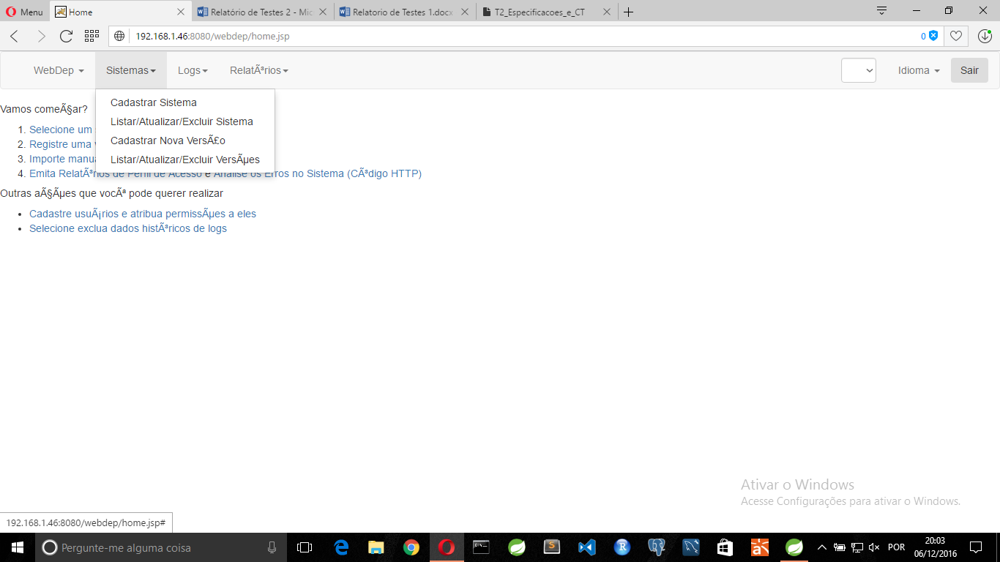 Menu
Home
Relatório de Testes 2 - Mic
Relatorio de Testes 1.docx
T2_Especificacoes_e_CT
192.168.1.46:8080/webdep/home.jsp
0
WebDep
Sistemas
Logs
RelatÃ³rios
Idioma
Sair
Cadastrar Sistema
Listar/Atualizar/Excluir Sistema
Cadastrar Nova VersÃ£o
Listar/Atualizar/Excluir VersÃµes
Vamos comeÃ§ar?
1. Selecione um
2. Registre uma
3. Importe manu
4. Emita RelatÃ³rios de Perfil de Acesso e Analise os Erros no Sistema (CÃ³digo HTTP)
Outras aÃ§Ãµes que vocÃª pode querer realizar
• Cadastre usuÃ¡rios e atribua permissÃµes a eles
• Selecione exclua dados histÃ³ricos de logs
Ativar o Windows
Acesse Configurações para ativar o Windows.
192.168.1.46:8080/webdep/home.jsp#
Pergunte-me alguma coisa
POR
20:03
06/12/2016